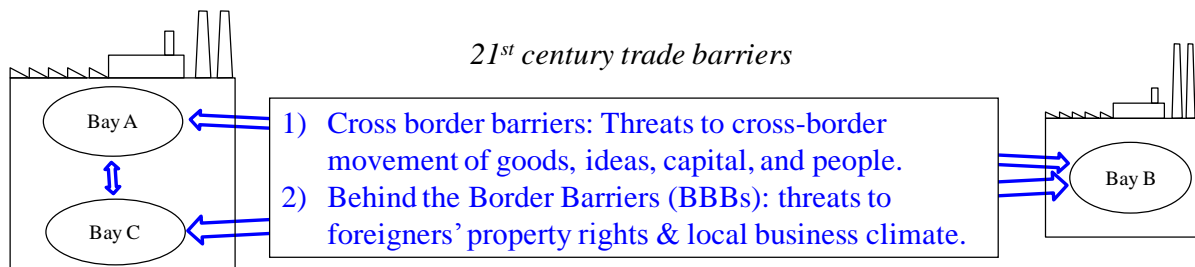 21st century trade barriers
Bay A
1) Cross border barriers: Threats to cross-border
movement of goods, ideas, capital, and people.
Bay B
2) Behind the Border Barriers (BBBs): threats to
Bay C
foreigners’ property rights & local business climate.